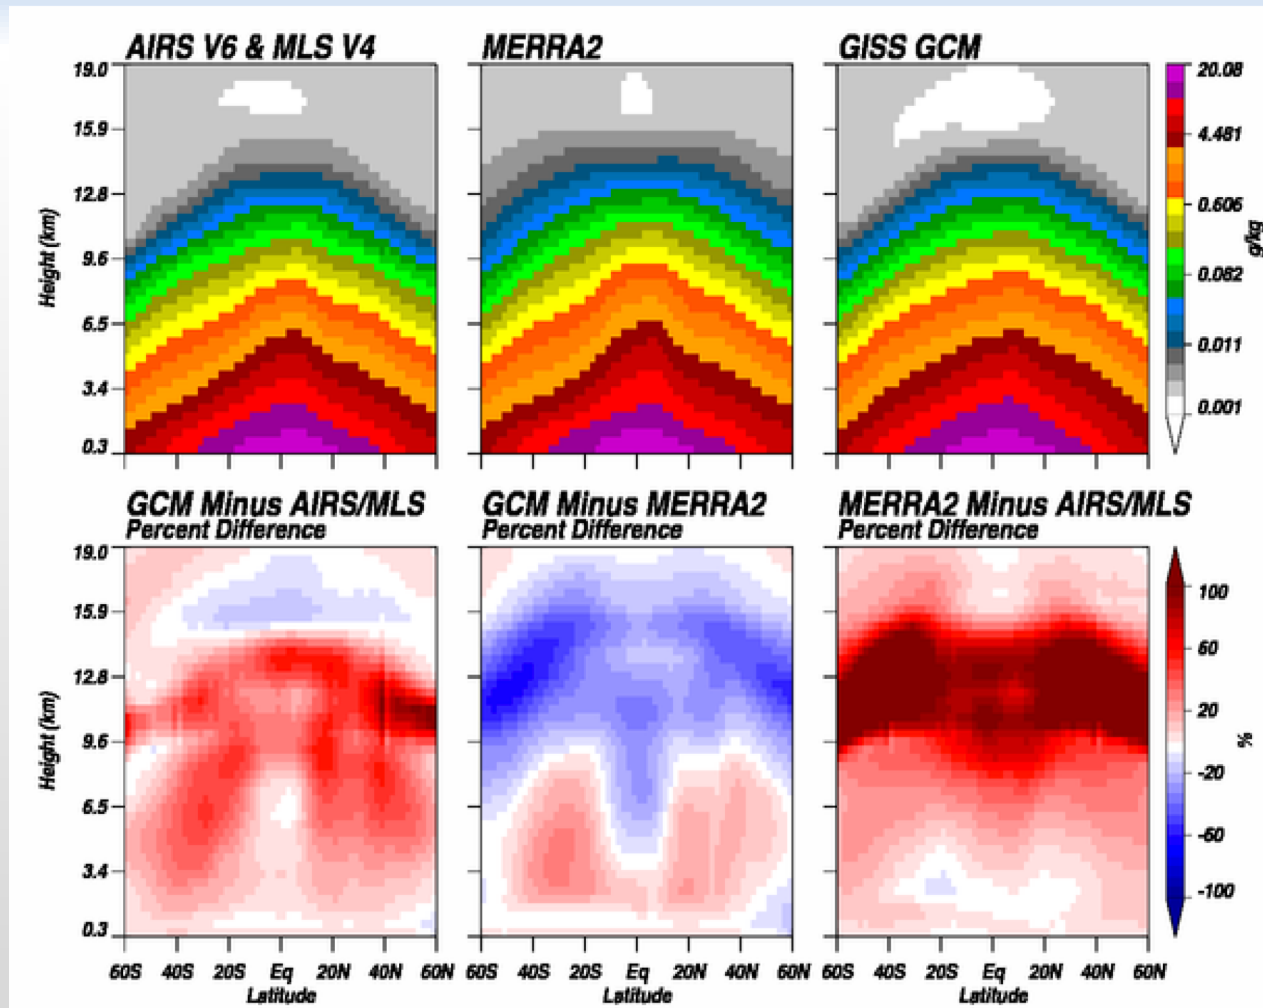 AIRS V6 & MLS V4
MERRA2
GISS GCM
19.0
15.9
12.8
9.6
6.5
3.4
0.3
Height (km)
20.08
4.481
0.606
0.062
0.011
0.001
g/kg
GCM Minus AIRS/MLS
Percent Difference
GCM Minus MERRA2
Percent Difference
MERRA2 Minus AIRS/MLS
Percent Difference
19.0
15.9
12.8
9.6
6.5
3.4
0.3
Height (km)
100
60
20
-20
-60
-100
%
60S 40S 20S Eq 20N 40N 60N
Latitude
60S 40S 20S Eq 20N 40N 60N
Latitude
60S 40S 20S Eq 20N 40N 60N
Latitude